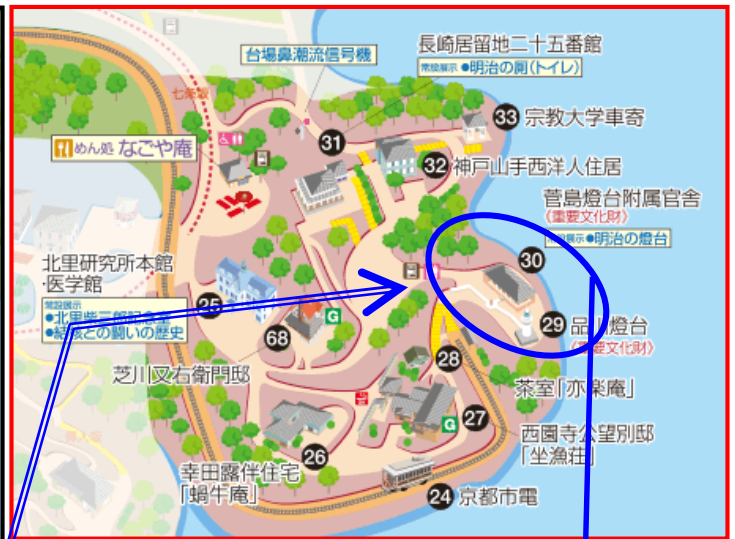 台場鼻潮流信号機
長崎居留地二十五番館
常設展示 ●明治の厠(トイレ)
七条坂
33 宗教大学車寄
31
めん処 なごや庵
32 神戸山手西洋人住居
菅島燈台附属官舎
《重要文化財》
常設展示 ●明治の燈台
30
北里研究所本館
・医学館
常設展示
●北里柴三郎記念室
●結核との闘いの歴史
25
29 品川燈台
《重要文化財》
68
G
芝川又右衛門邸
28
茶室「亦楽庵」
27
G
西園寺公望別邸
「坐漁荘」
26
幸田露伴住宅
「蝸牛庵」
24 京都市電